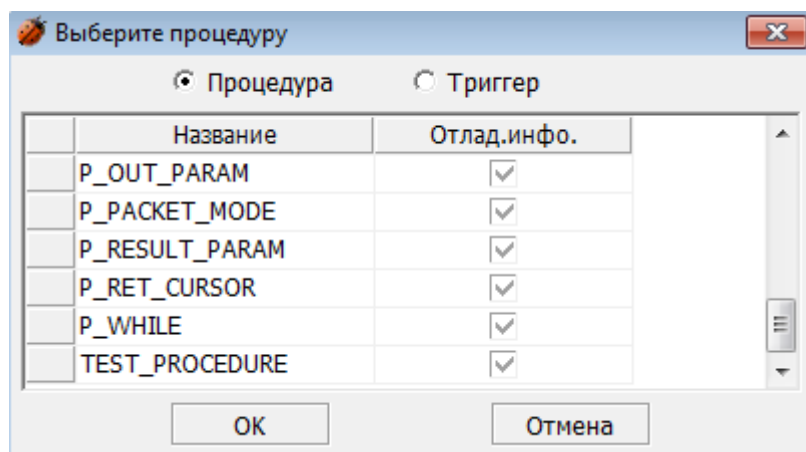 Выберите процедуру
Процедура Триггер
Название Отлад.инфо.
P_OUT_PARAM
P_PACKET_MODE
P_RESULT_PARAM
P_RET_CURSOR
P_WHILE
TEST_PROCEDURE
OK Отмена